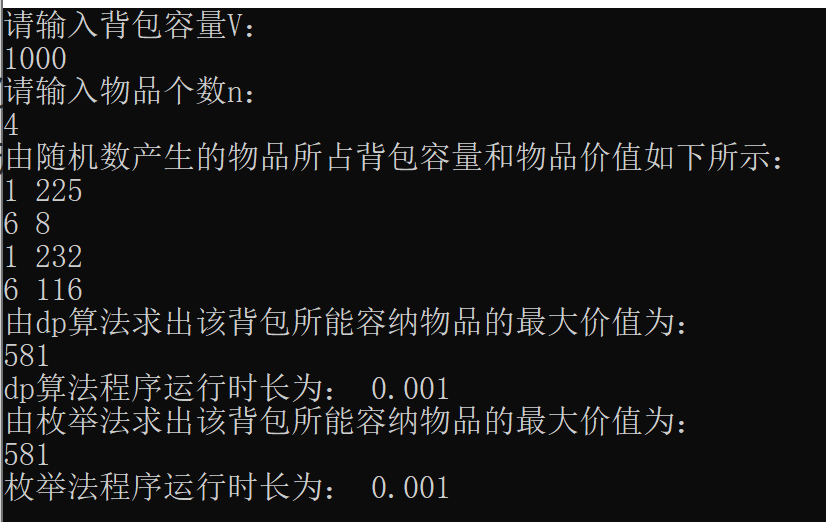 请输入背包容量V:
1000
请输入物品个数n:
4
由随机数产生的物品所占背包容量和物品价值如下所示:
1 225
6 8
1 232
6 116
由dp算法求出该背包所能容纳物品的最大价值为:
581
dp算法程序运行时长为: 0.001
由枚举法求出该背包所能容纳物品的最大价值为:
581
枚举法程序运行时长为: 0.001